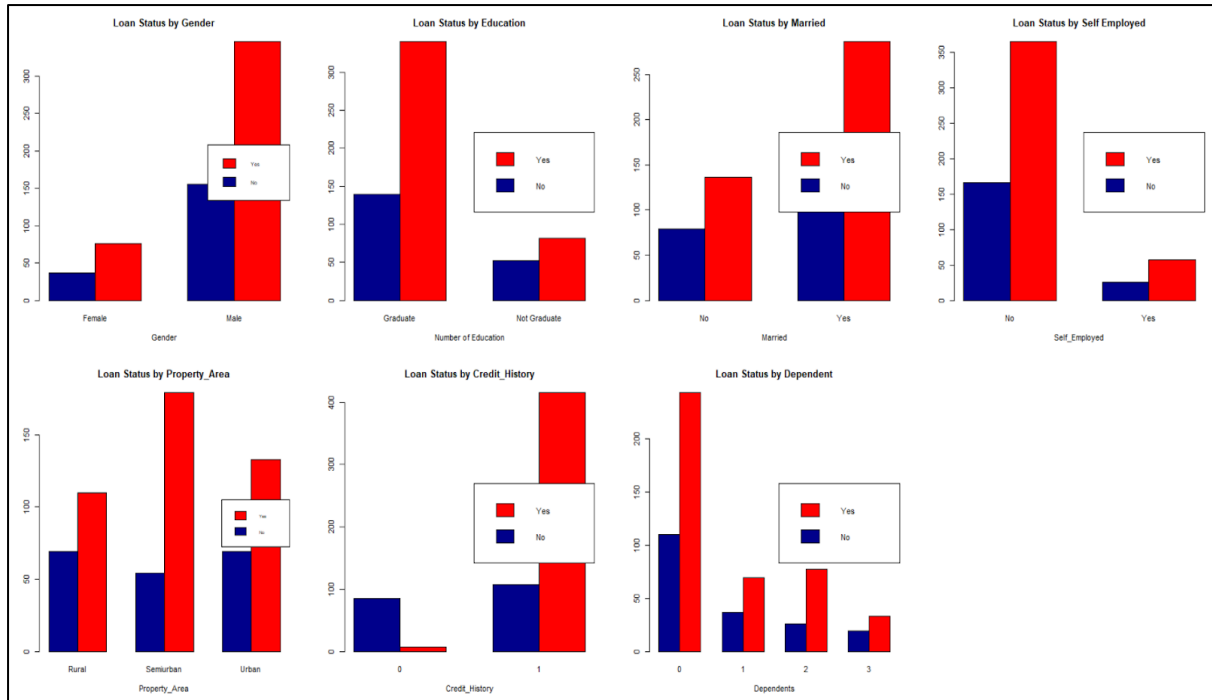 Loan Status by Gender
300
250
200
150
100
50
0
Yes
No
Female
Male
Gender
Loan Status by Education
300
250
200
150
100
50
0
Yes
No
Graduate
Not Graduate
Number of Education
Loan Status by Married
250
200
150
100
50
0
Yes
No
No
Yes
Married
Loan Status by Self Employed
350
300
250
200
150
100
50
0
Yes
No
No
Yes
Self_Employed
Loan Status by Property_Area
150
100
50
0
Yes
No
Rural
Semiurban
Urban
Property_Area
Loan Status by Credit_History
400
300
200
100
0
Yes
No
0
1
Credit_History
Loan Status by Dependent
200
150
100
50
0
Yes
No
0
1
2
3
Dependents